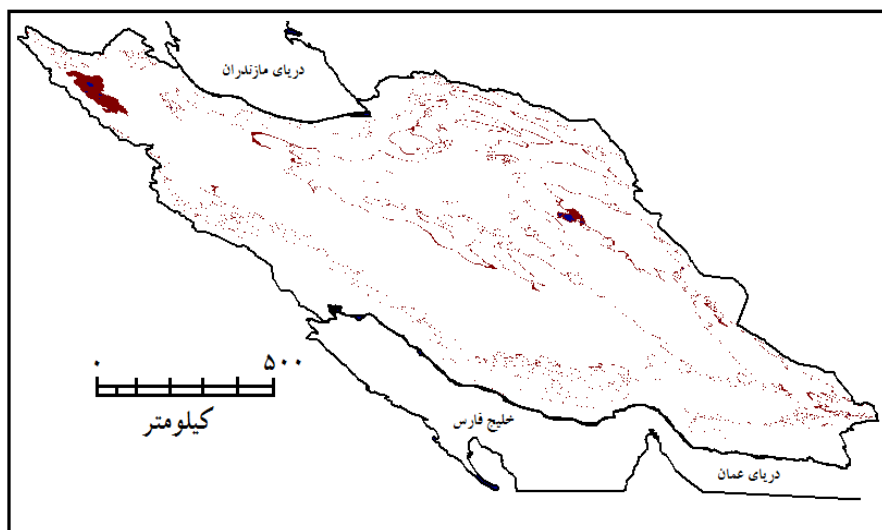 دریای مازندران
۰ ۵۰۰
کیلومتر
خلیج فارس
دریای عمان